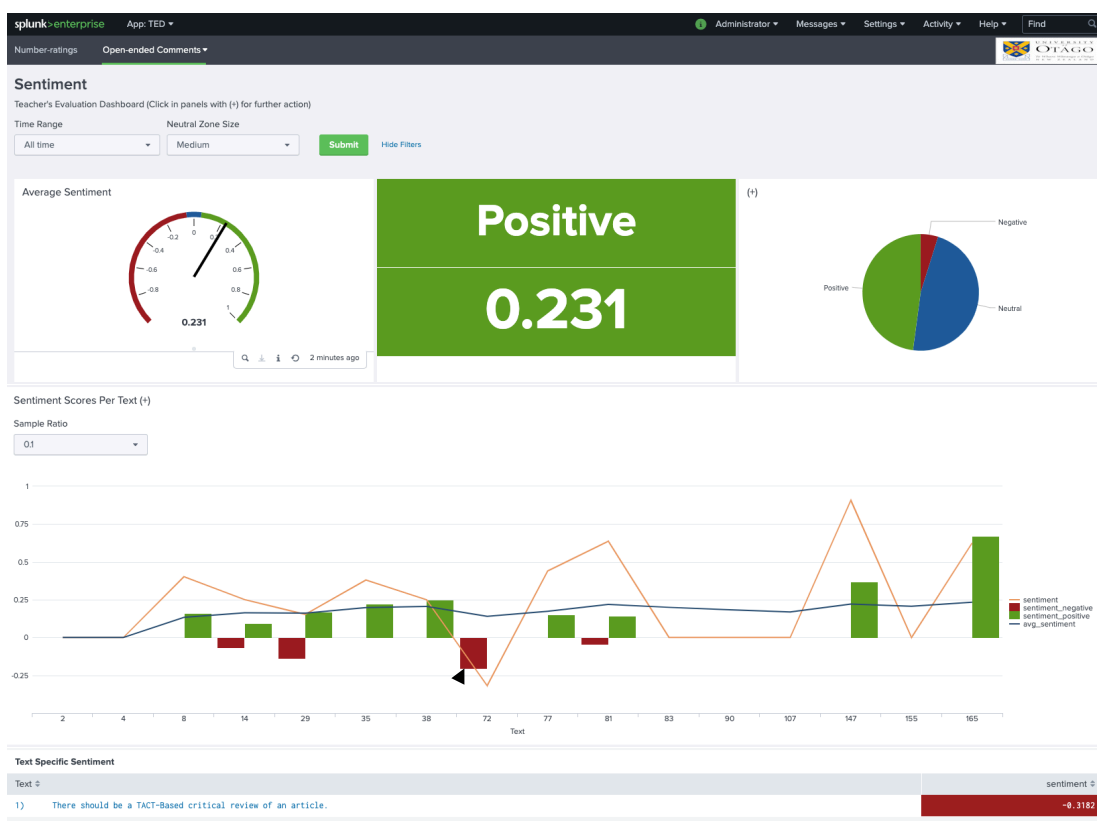 splunk>enterprise App: TED Administrator Messages Settings Activity Help Find
Number-ratings Open-ended Comments
UNIVERSITY
OTAGO
NEW ZEALAND
Sentiment
Teacher's Evaluation Dashboard (Click in panels with (+) for further action)
Time Range Neutral Zone Size
All time Medium Submit Hide Filters
Average Sentiment
-0.8
-0.6
-0.4
-0.2
0
0.4
0.6
0.8
1
0.231
2 minutes ago
Positive
0.231
(+)
Negative
Positive
Neutral
Sentiment Scores Per Text (+)
Sample Ratio
0.1
1
0.75
0.5
0.25
0
-0.25
sentiment
sentiment_negative
sentiment_positive
avg_sentiment
2 4 8 14 29 35 38 72 77 81 83 90 107 147 155 165
Text
Text Specific Sentiment
Text sentiment
1) There should be a TACT-Based critical review of an article. -0.3182